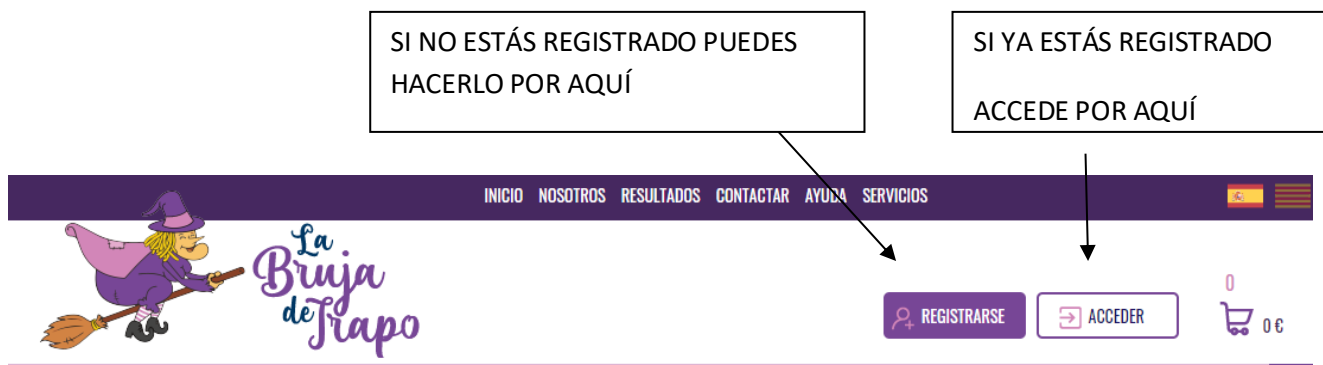 SI NO ESTÁS REGISTRADO PUEDES
HACERLO POR AQUÍ
SI YA ESTÁS REGISTRADO
ACCEDE POR AQUÍ
INICIO NOSOTROS RESULTADOS CONTACTAR AYUDA SERVICIOS
La
Bruja
de Trapo
REGISTRARSE
ACCEDER
0
0 €